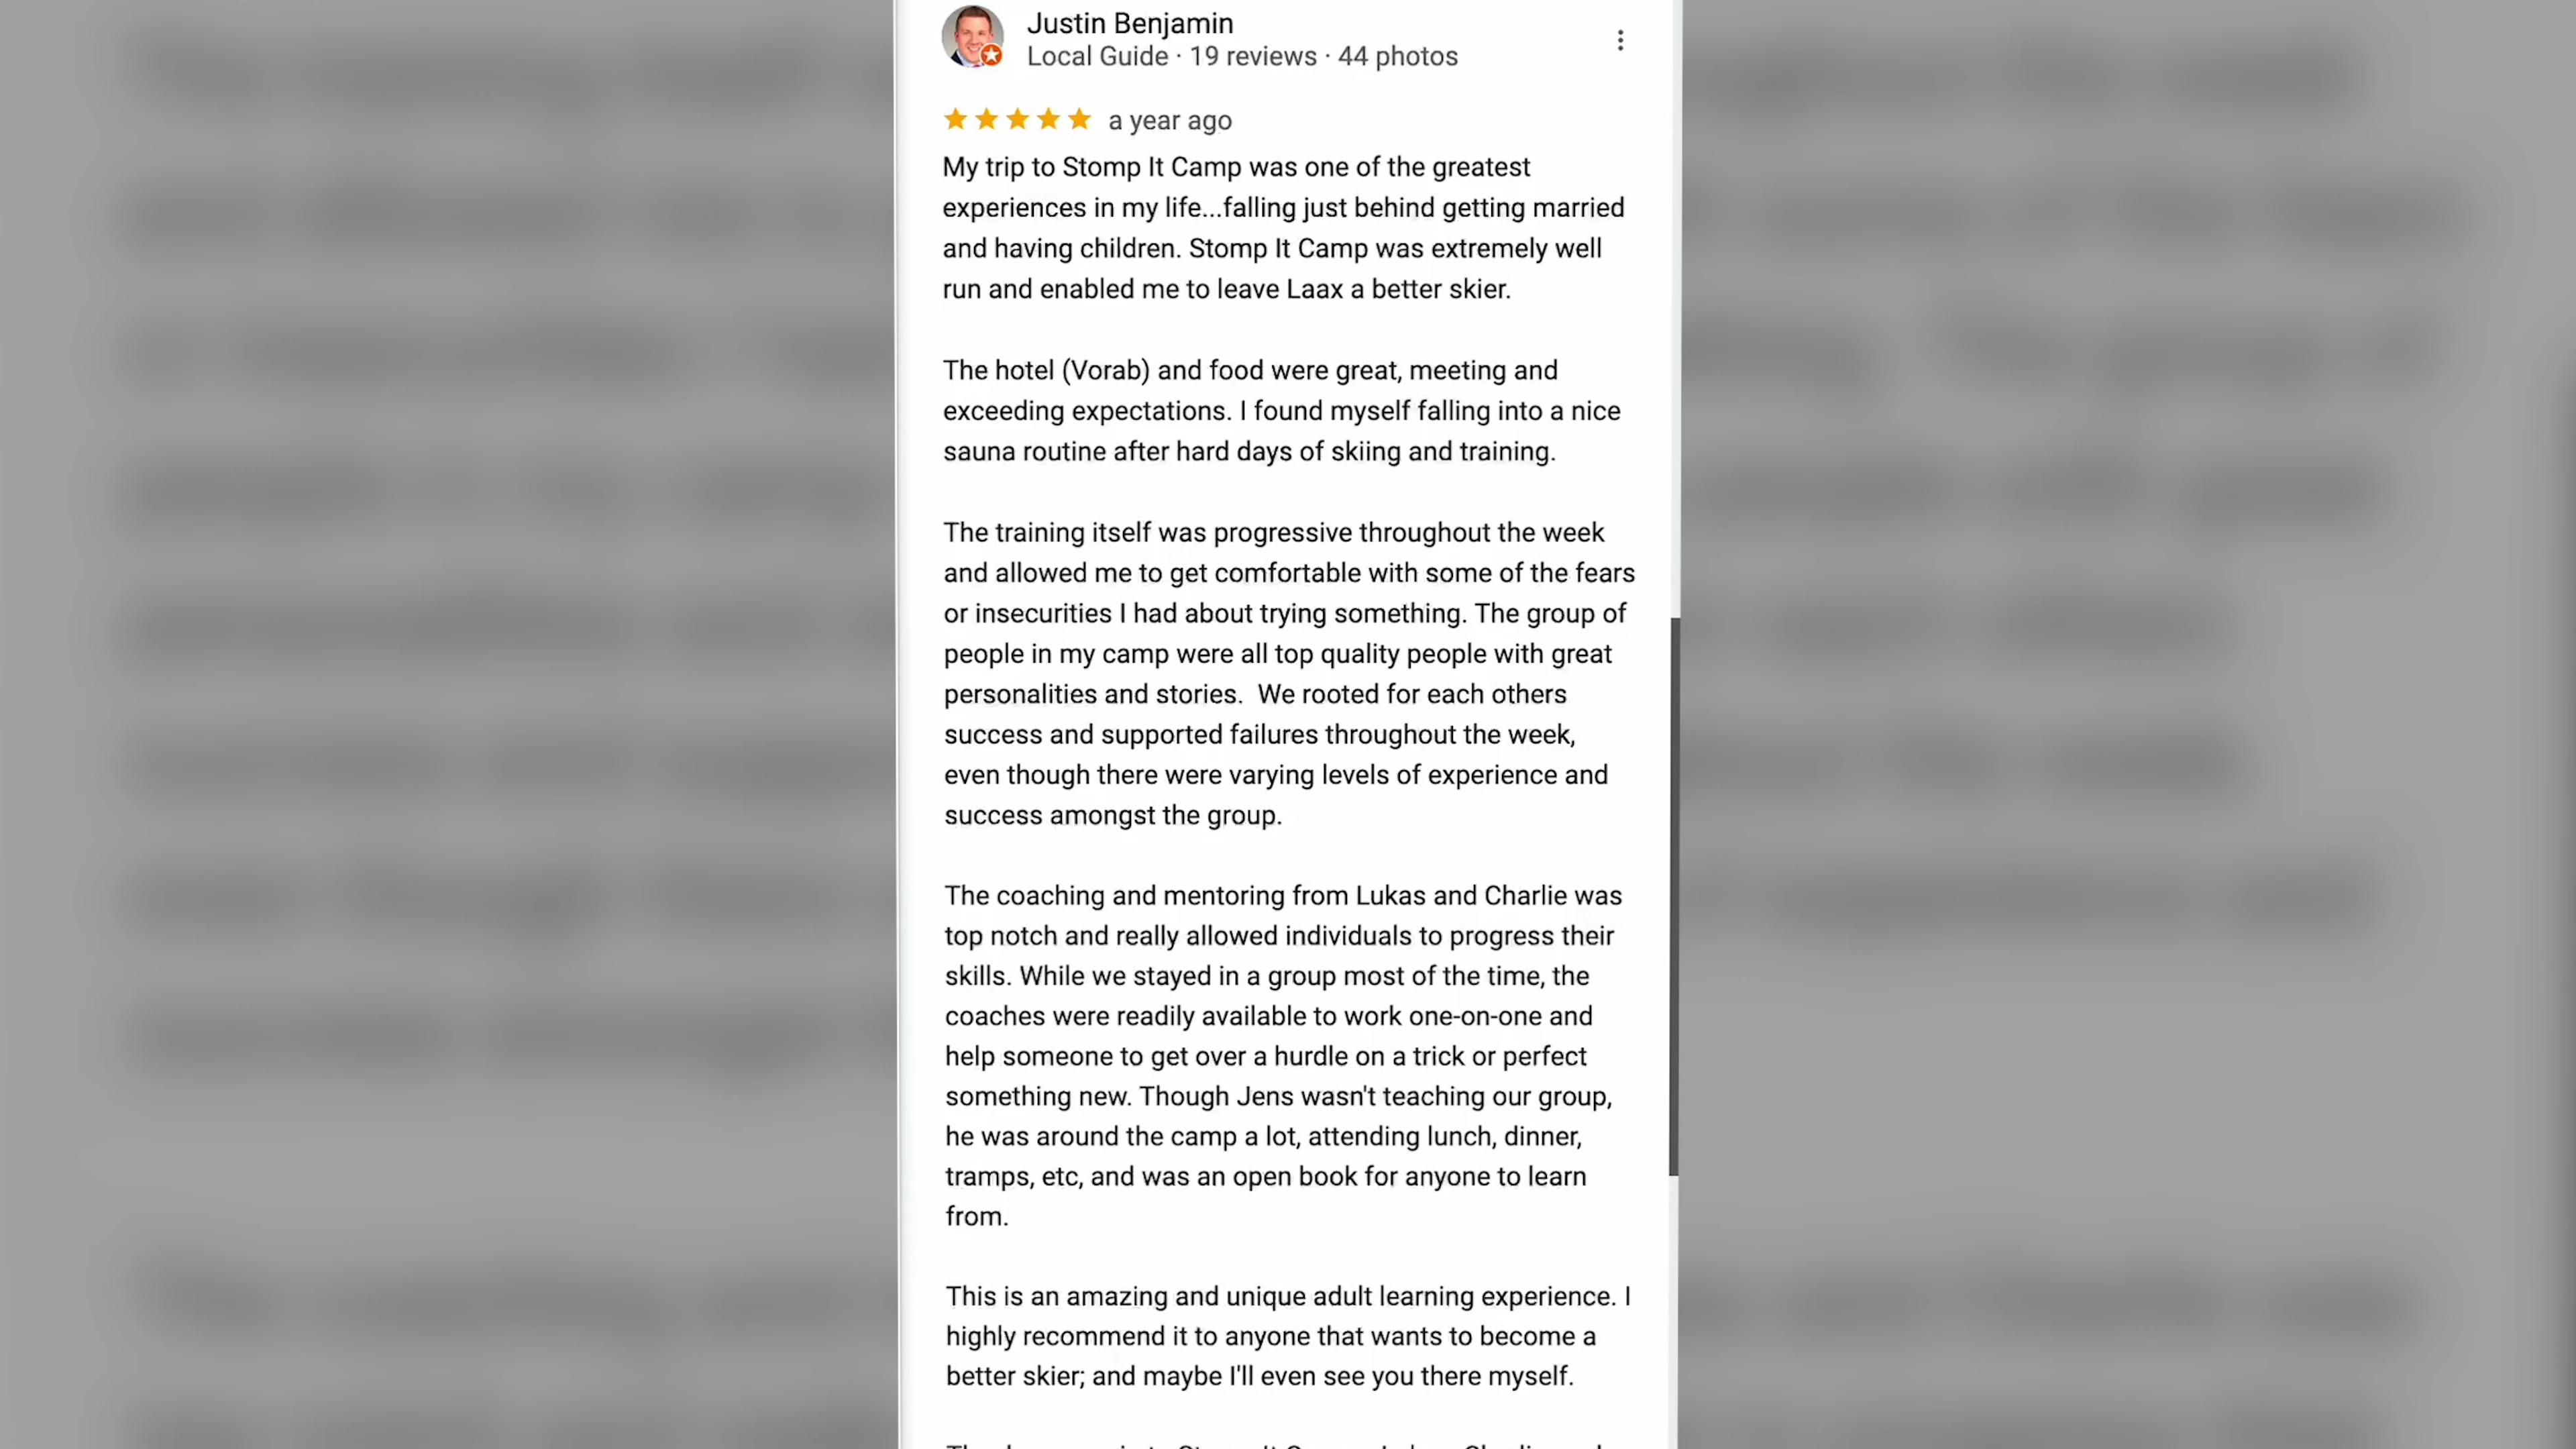 Justin Benjamin
Local Guide · 19 reviews · 44 photos
a year ago
My trip to Stomp It Camp was one of the greatest
experiences in my life...falling just behind getting married
and having children. Stomp It Camp was extremely well
run and enabled me to leave Laax a better skier.
The hotel (Vorab) and food were great, meeting and
exceeding expectations. I found myself falling into a nice
sauna routine after hard days of skiing and training.
The training itself was progressive throughout the week
and allowed me to get comfortable with some of the fears
or insecurities I had about trying something. The group of
people in my camp were all top quality people with great
personalities and stories.  We rooted for each others
success and supported failures throughout the week,
even though there were varying levels of experience and
success amongst the group.
The coaching and mentoring from Lukas and Charlie was
top notch and really allowed individuals to progress their
skills. While we stayed in a group most of the time, the
coaches were readily available to work one-on-one and
help someone to get over a hurdle on a trick or perfect
something new. Though Jens wasn't teaching our group,
he was around the camp a lot, attending lunch, dinner,
tramps, etc, and was an open book for anyone to learn
from.
This is an amazing and unique adult learning experience. I
highly recommend it to anyone that wants to become a
better skier; and maybe I'll even see you there myself.